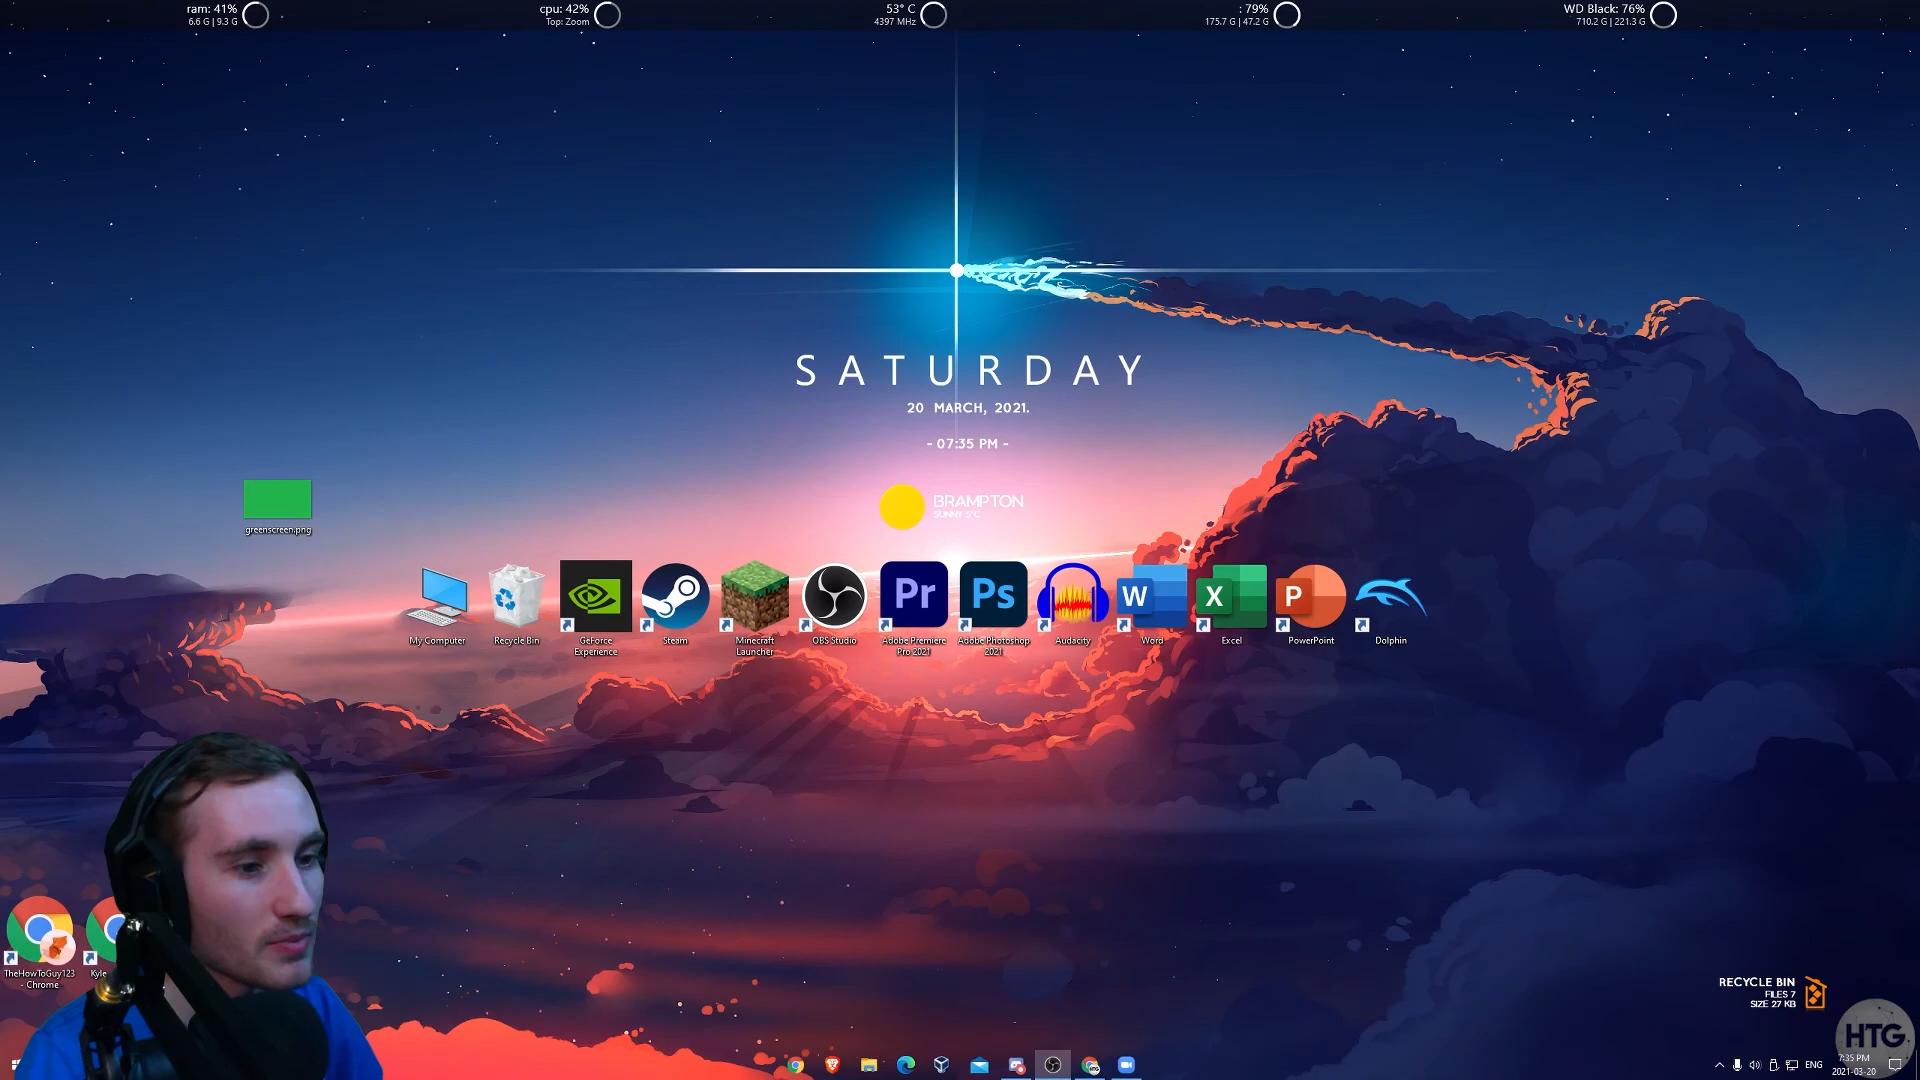 ram: 41%
6.6 G | 9.3 G
cpu: 42%
Top: Zoom
53° C
4397 MHz
: 79%
175.7 G | 47.2 G
WD Black: 76%
710.2 G | 221.3 G
SATURDAY
20 MARCH, 2021.
- 07:35 PM -
BRAMPTON
SUNNY 5°C
greenscreen.png
My Computer
Recycle Bin
GeForce
Experience
Steam
Minecraft
Launcher
OBS Studio
Pr
Adobe Premiere
Pro 2021
Ps
Adobe Photoshop
2021
Audacity
W
Word
X
Excel
P
PowerPoint
Dolphin
TheHowToGuy123
- Chrome
Kyle
RECYCLE BIN
FILES 7
SIZE 27 KB
HTG
ENG
7:35 PM
2021-03-20